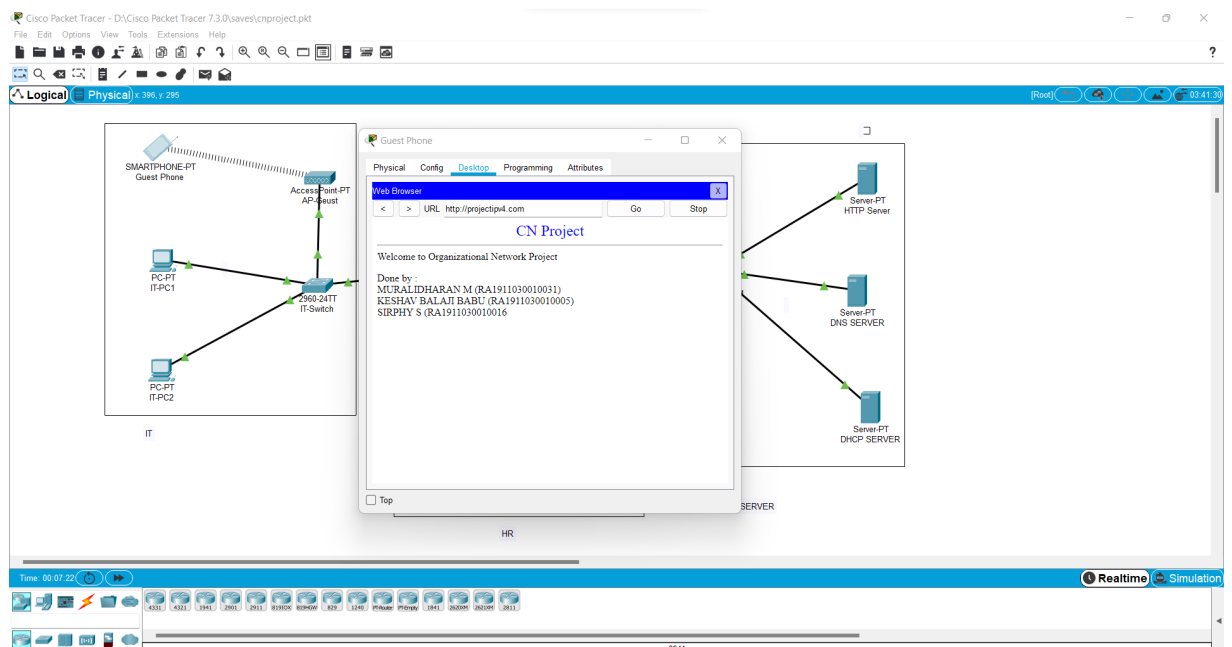 Cisco Packet Tracer - D:\Cisco Packet Tracer 7.3.0\saves\cnproject.pkt
File Edit Options View Tools Extensions Help
?
Logical Physical x: 396, y: 295 [Root] 03:41:30
SMARTPHONE-PT
Guest Phone
AccessPoint-PT
AP-Geust
PC-PT
IT-PC1
2960-24TT
IT-Switch
PC-PT
IT-PC2
IT
Guest Phone
Physical Config Desktop Programming Attributes
Web Browser X
< > URL http://projectipv4.com Go Stop
CN Project
Welcome to Organizational Network Project
Done by :
MURALIDHARAN M (RA1911030010031)
KESHAV BALAJI BABU (RA1911030010005)
SIRPHY S (RA1911030010016
Top
HR
Server-PT
HTTP Server
Server-PT
DNS SERVER
Server-PT
DHCP SERVER
SERVER
Time: 00:07:22 Realtime Simulation
4331 4321 1941 2901 2911 819IOX 819HGW 829 1240 PT-Router PT-Empty 1841 2620XM 2621XM 2811